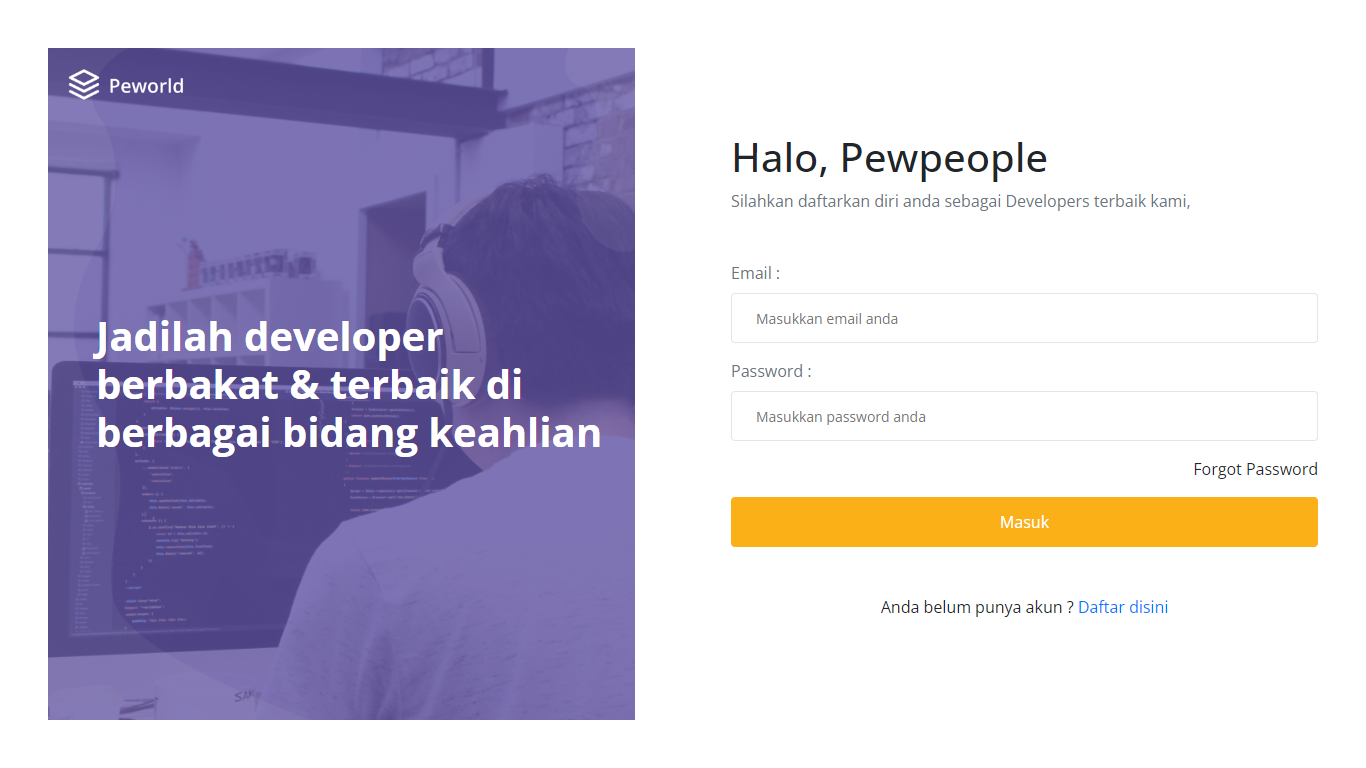 Peworld
Jadilah developer
berbakat & terbaik di
berbagai bidang keahlian
Halo, Pewpeople
Silahkan daftarkan diri anda sebagai Developers terbaik kami,
Email :
Masukkan email anda
Password :
Masukkan password anda
Forgot Password
Masuk
Anda belum punya akun ? Daftar disini